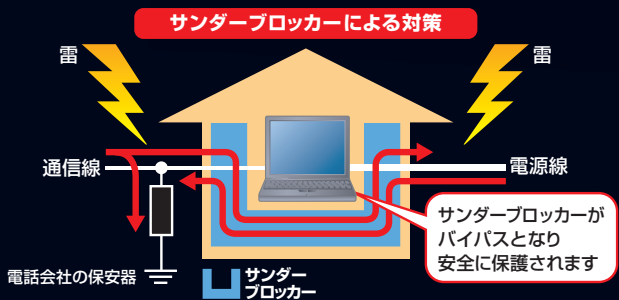 サンダーブロッカーによる対策
雷
雷
通信線
電源線
サンダーブロッカーが
バイパスとなり
安全に保護されます
電話会社の保安器
サンダー
ブロッカー